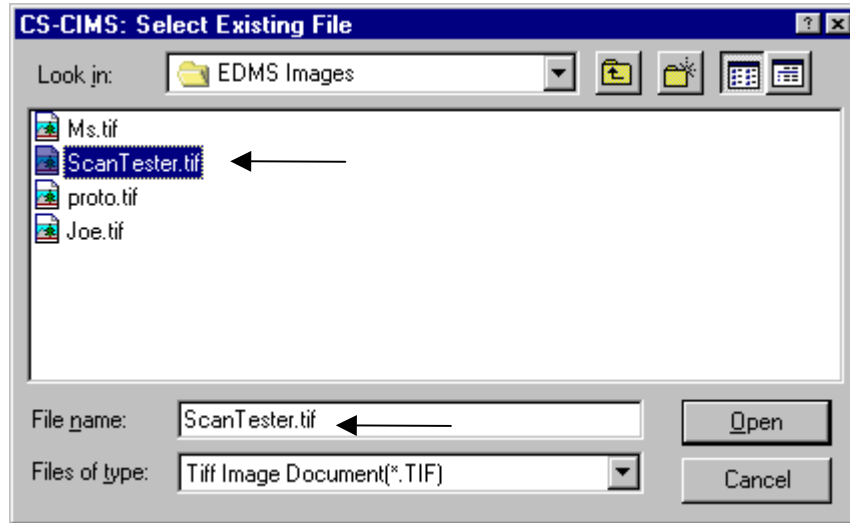 CS-CIMS: Select Existing File
Look in: EDMS Images
Ms.tif
ScanTester.tif
proto.tif
Joe.tif
File name: ScanTester.tif Open
Files of type: Tiff Image Document(*.TIF) Cancel